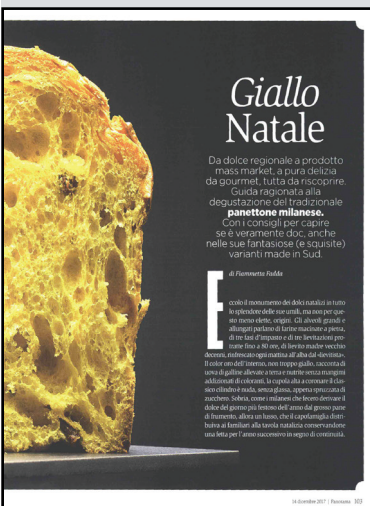 Giallo
Natale
Da dolce regionale a prodotto
mass market, a pura delizia
da gourmet, tutta da riscoprire.
Guida ragionata alla
degustazione del tradizionale
panettone milanese.
Con i consigli per capire
se è veramente doc, anche
nelle sue fantasiose (e squisite)
varianti made in Sud.
di Fiammetta Fadda
Eccolo il monumento dei dolci natalizi in tutto
lo splendore delle sue umili, ma non per que-
sto meno elette, origini. Gli alveoli grandi e
allungati parlano di farine macinate a pietra,
di tre fasi d'impasto e di tre lievitazioni pro-
tratte fino a 80 ore, di lievito madre vecchio
decenni, rinfrescato ogni mattina all'alba dal «lievitista».
Il color oro dell'interno, non troppo giallo, racconta di
uova di galline allevate a terra e nutrite senza mangimi
addizionati di coloranti, la cupola alta a coronare il clas-
sico cilindro è nuda, senza glassa, appena spruzzata di
zucchero. Sobria, come i milanesi che fecero derivare il
dolce del giorno più festoso dell'anno dal grosso pane
di frumento, allora un lusso, che il capofamiglia distri-
buiva ai familiari alla tavola natalizia conservandone
una fetta per l'anno successivo in segno di continuità.
14 dicembre 2017 | Panorama 103